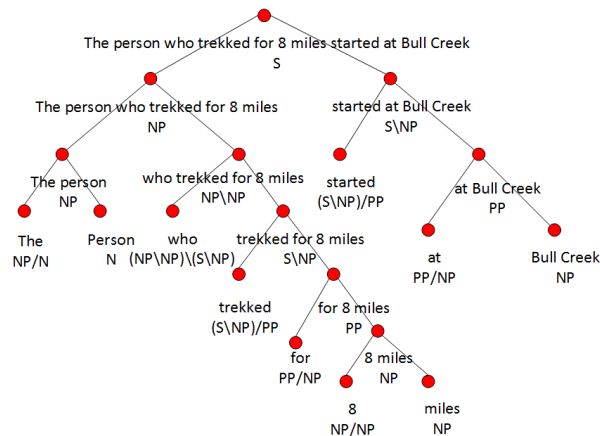 The person who trekked for 8 miles started at Bull Creek
S
The person who trekked for 8 miles
NP
started at Bull Creek
S\NP
The person
NP
who trekked for 8 miles
NP\NP
started
(S\NP)/PP
at Bull Creek
PP
The
NP/N
Person
N
who
(NP\NP)\(S\NP)
trekked for 8 miles
S\NP
at
PP/NP
Bull Creek
NP
trekked
(S\NP)/PP
for 8 miles
PP
for
PP/NP
8 miles
NP
8
NP/NP
miles
NP